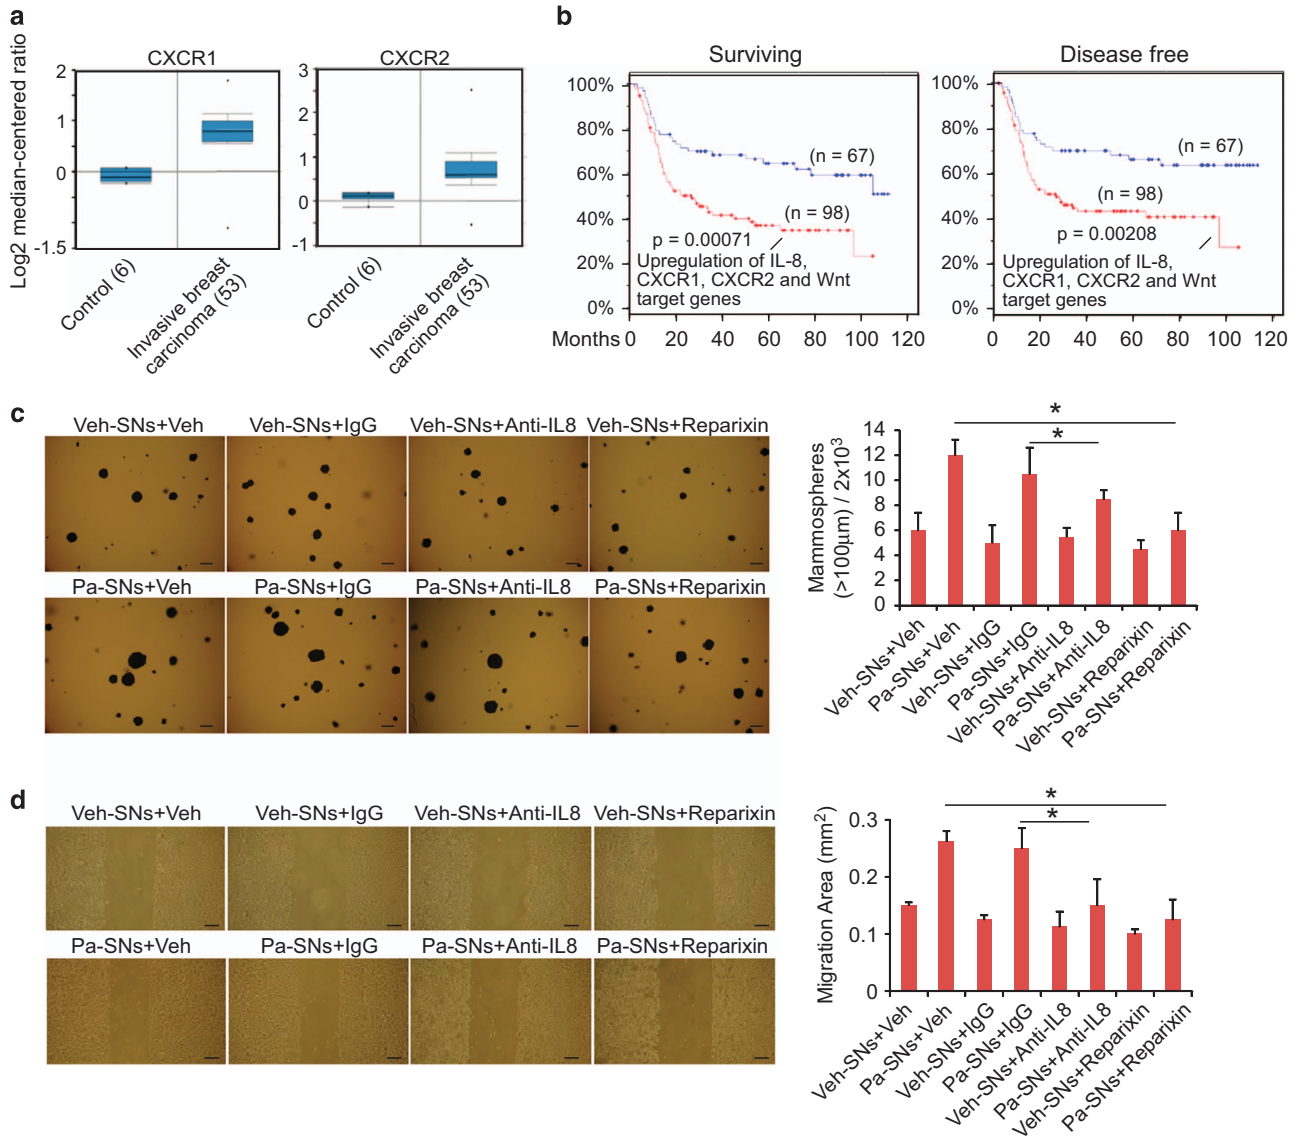 a
CXCR1
CXCR2
Log2 median-centered ratio
2
1
0
-1.5
3
2
1
0
-1
Control (6)
Invasive breast
carcinoma (53)
Control (6)
Invasive breast
carcinoma (53)
b
Surviving
100%
80%
60%
40%
20%
0%
(n = 67)
(n = 98)
p = 0.00071
Upregulation of IL-8,
CXCR1, CXCR2 and Wnt
target genes
Months 0 20 40 60 80 100 120
Disease free
100%
80%
60%
40%
20%
0%
(n = 67)
(n = 98)
p = 0.00208
Upregulation of IL-8,
CXCR1, CXCR2 and Wnt
target genes
0 20 40 60 80 100 120
c
Veh-SNs+Veh Veh-SNs+IgG Veh-SNs+Anti-IL8 Veh-SNs+Reparixin
Pa-SNs+Veh Pa-SNs+IgG Pa-SNs+Anti-IL8 Pa-SNs+Reparixin
Mammospheres
(>100µm) / 2x10³
14
12
10
8
6
4
2
0
*
*
Veh-SNs+Veh
Pa-SNs+Veh
Veh-SNs+IgG
Pa-SNs+IgG
Veh-SNs+Anti-IL8
Pa-SNs+Anti-IL8
Veh-SNs+Reparixin
Pa-SNs+Reparixin
d
Veh-SNs+Veh Veh-SNs+IgG Veh-SNs+Anti-IL8 Veh-SNs+Reparixin
Pa-SNs+Veh Pa-SNs+IgG Pa-SNs+Anti-IL8 Pa-SNs+Reparixin
Migration Area (mm²)
0.3
0.2
0.1
0
*
*
Veh-SNs+Veh
Pa-SNs+Veh
Veh-SNs+IgG
Pa-SNs+IgG
Veh-SNs+Anti-IL8
Pa-SNs+Anti-IL8
Veh-SNs+Reparixin
Pa-SNs+Reparixin